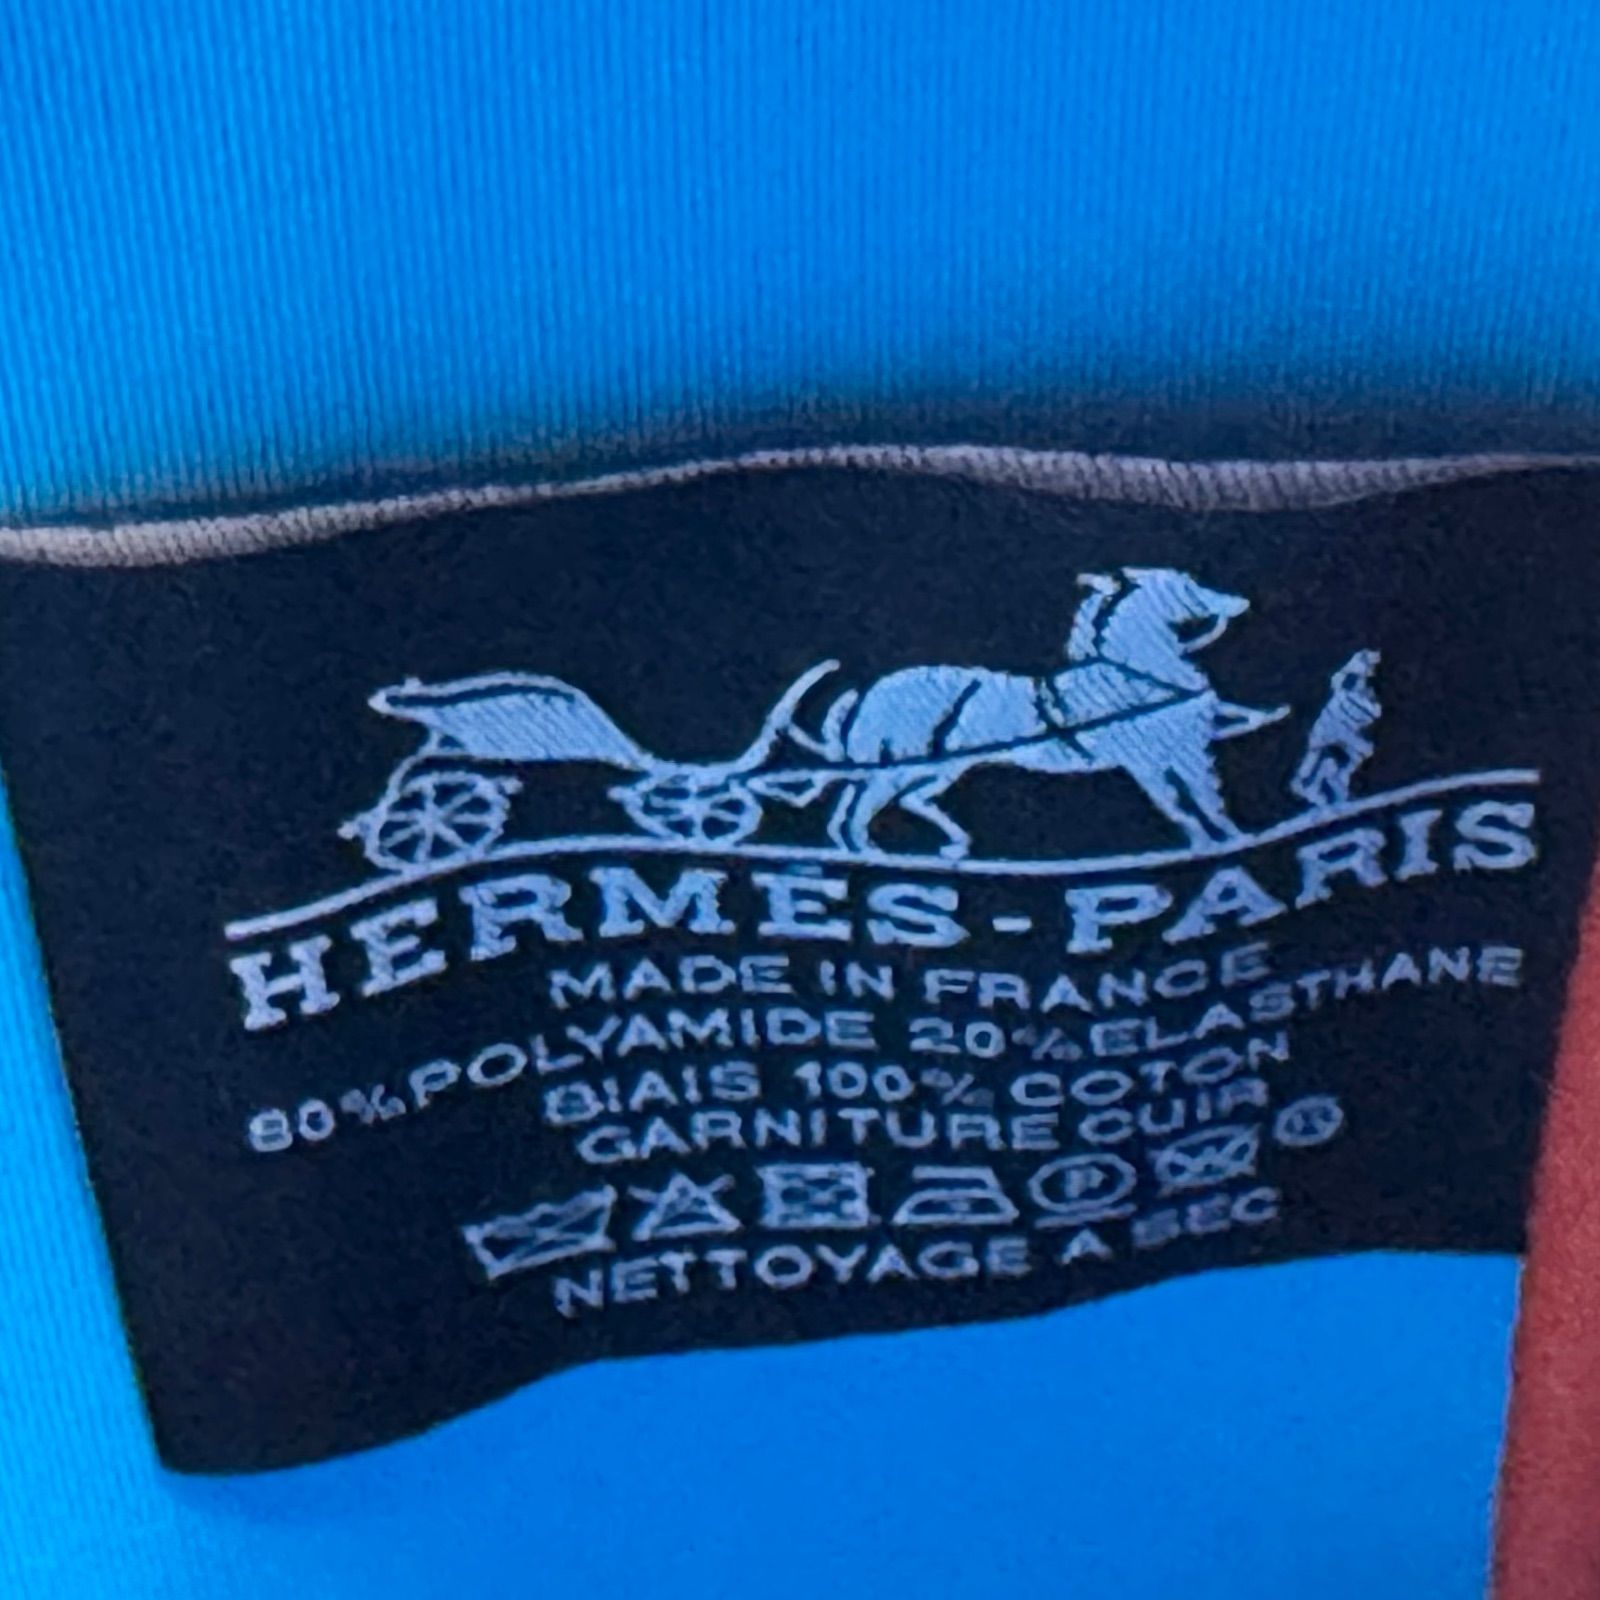 HERMÈS-PARIS
MADE IN FRANCE
80% POLYAMIDE 20% ELASTHANE
BIAIS 100% COTON
GARNITURE CUIR
NETTOYAGE A SEC